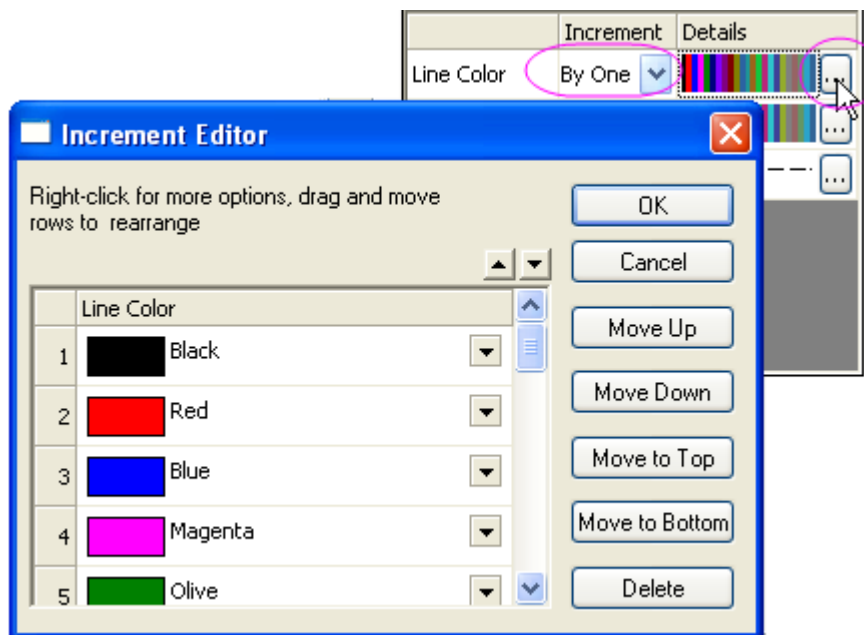 Increment Details
Line Color By One ...
...
...
Increment Editor
Right-click for more options, drag and move
rows to rearrange
OK
Cancel
Move Up
Move Down
Move to Top
Move to Bottom
Delete
Line Color
1 Black
2 Red
3 Blue
4 Magenta
5 Olive